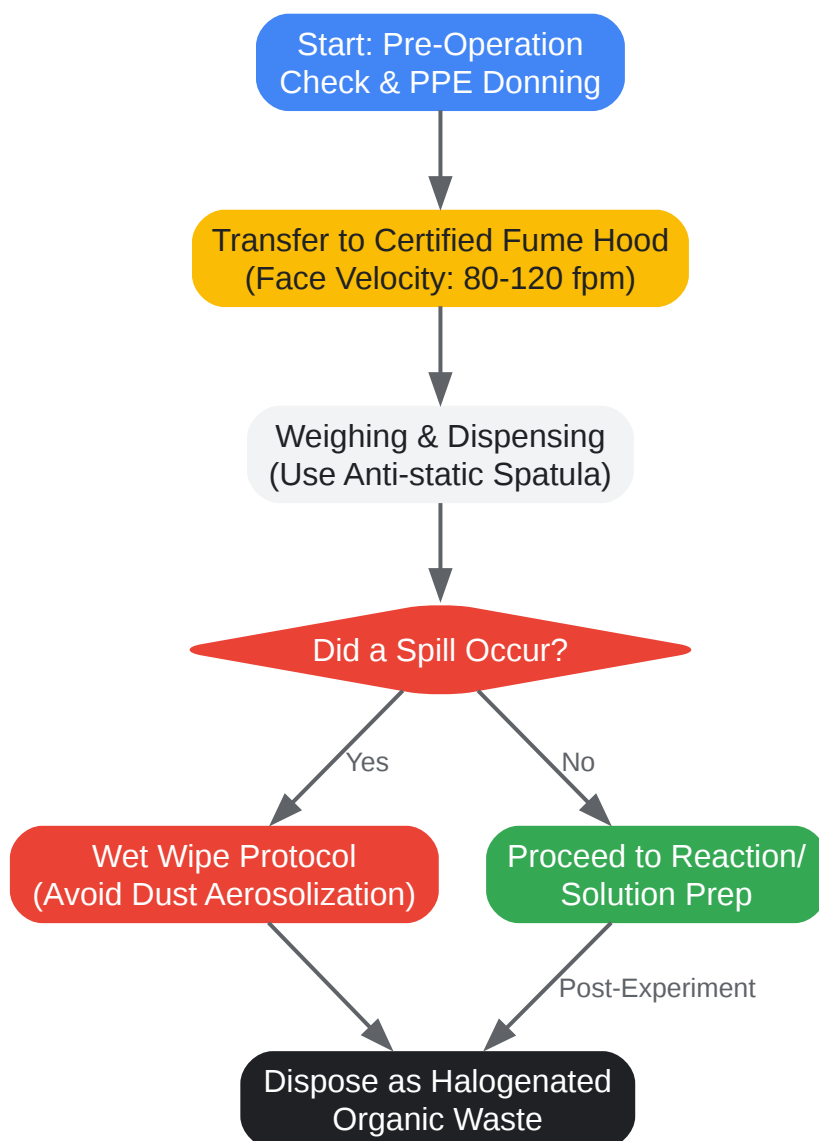 Start: Pre-Operation
Check & PPE Donning
Transfer to Certified Fume Hood
(Face Velocity: 80-120 fpm)
Weighing & Dispensing
(Use Anti-static Spatula)
Did a Spill Occur?
Yes
No
Wet Wipe Protocol
(Avoid Dust Aerosolization)
Proceed to Reaction/
Solution Prep
Post-Experiment
Dispose as Halogenated
Organic Waste